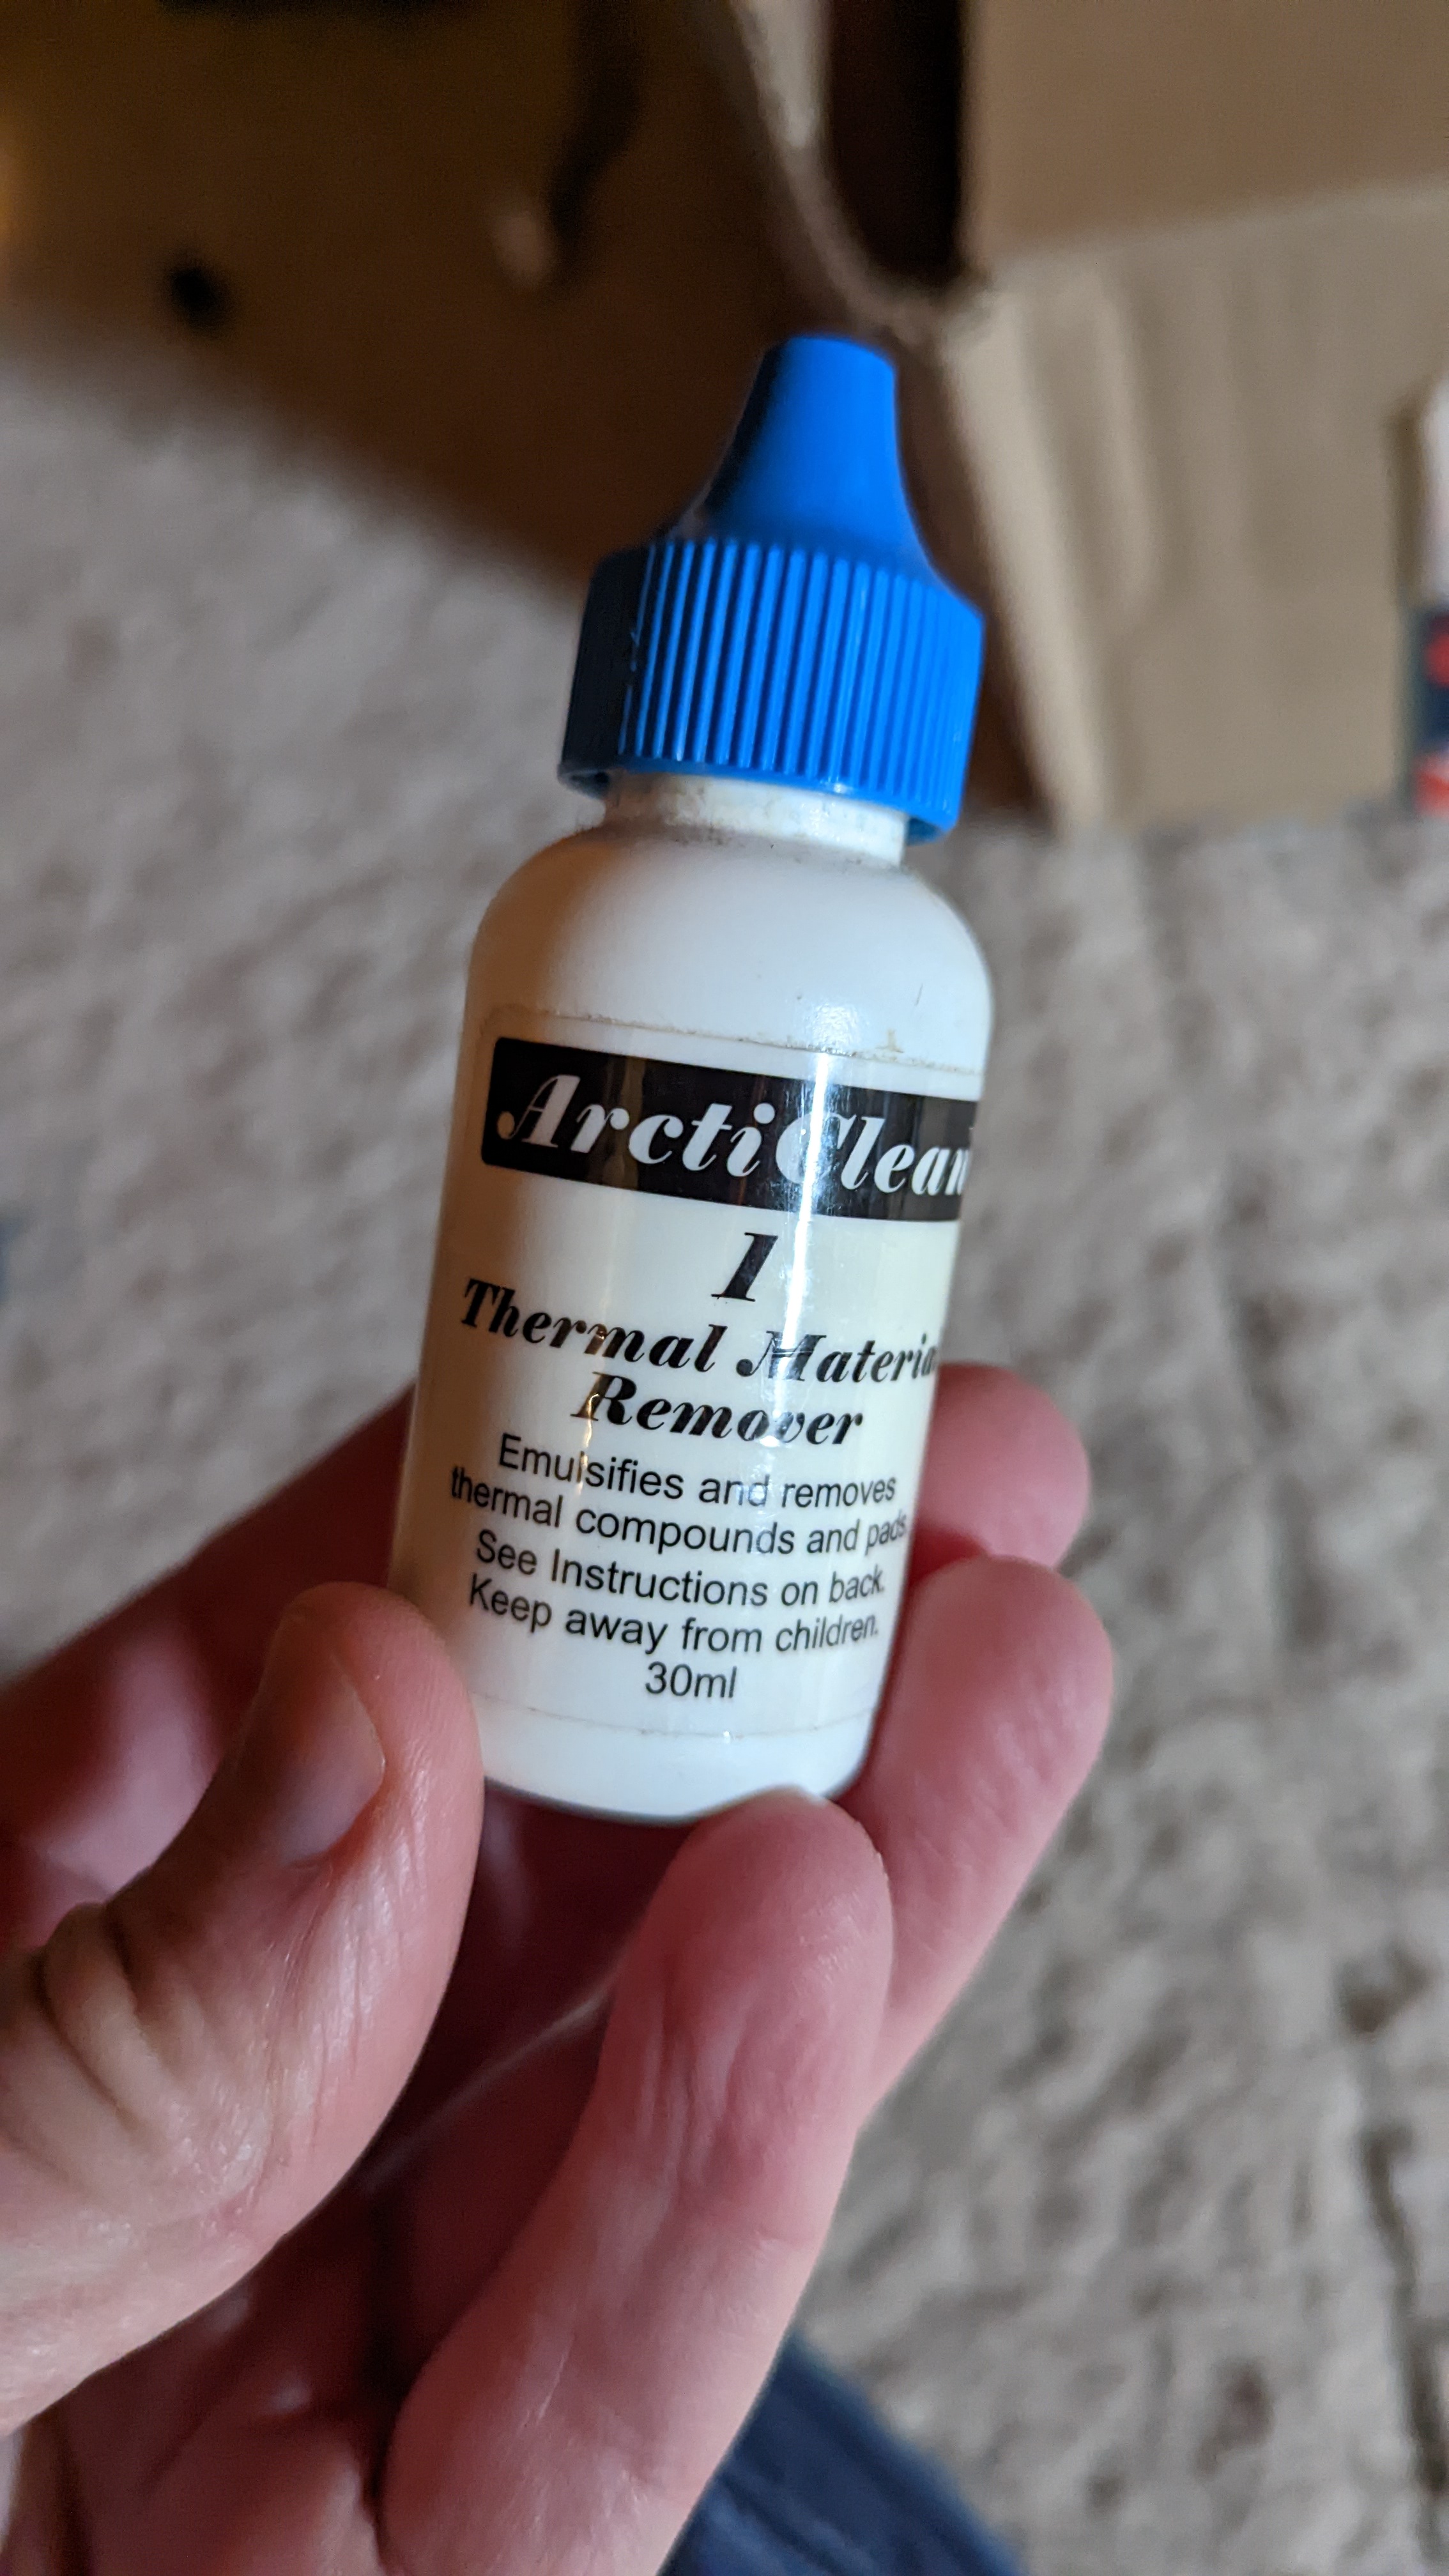 ArctiClean
1
Thermal Material
Remover
Emulsifies and removes
thermal compounds and pads.
See Instructions on back.
Keep away from children.
30ml